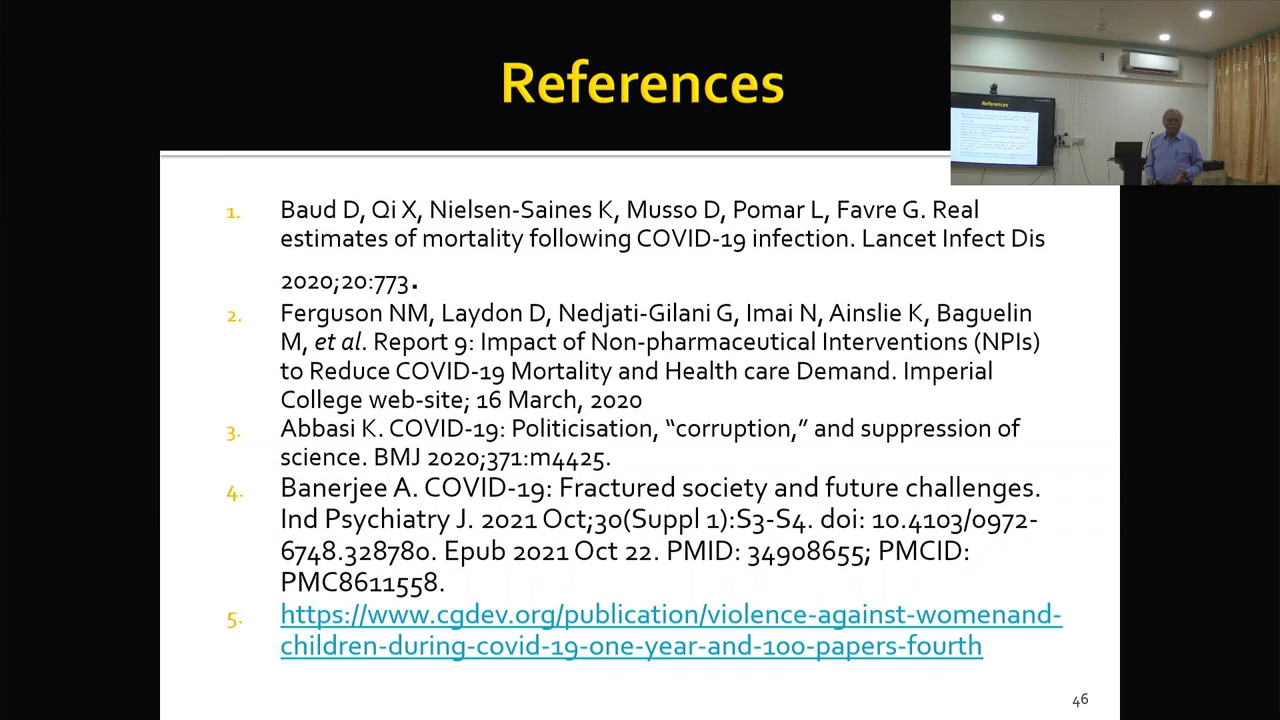 References
References
1. Baud D, Qi X, Nielsen-Saines K, Musso D, Pomar L, Favre G. Real
estimates of mortality following COVID-19 infection. Lancet Infect Dis
2020;20:773.
2. Ferguson NM, Laydon D, Nedjati-Gilani G, Imai N, Ainslie K, Baguelin
M, et al. Report 9: Impact of Non-pharmaceutical Interventions (NPIs)
to Reduce COVID-19 Mortality and Health care Demand. Imperial
College web-site; 16 March, 2020
3. Abbasi K. COVID-19: Politicisation, “corruption,” and suppression of
science. BMJ 2020;371:m4425.
4. Banerjee A. COVID-19: Fractured society and future challenges.
Ind Psychiatry J. 2021 Oct;30(Suppl 1):S3-S4. doi: 10.4103/0972-
6748.328780. Epub 2021 Oct 22. PMID: 34908655; PMCID:
PMC8611558.
5. https://www.cgdev.org/publication/violence-against-womenand-
children-during-covid-19-one-year-and-100-papers-fourth
46